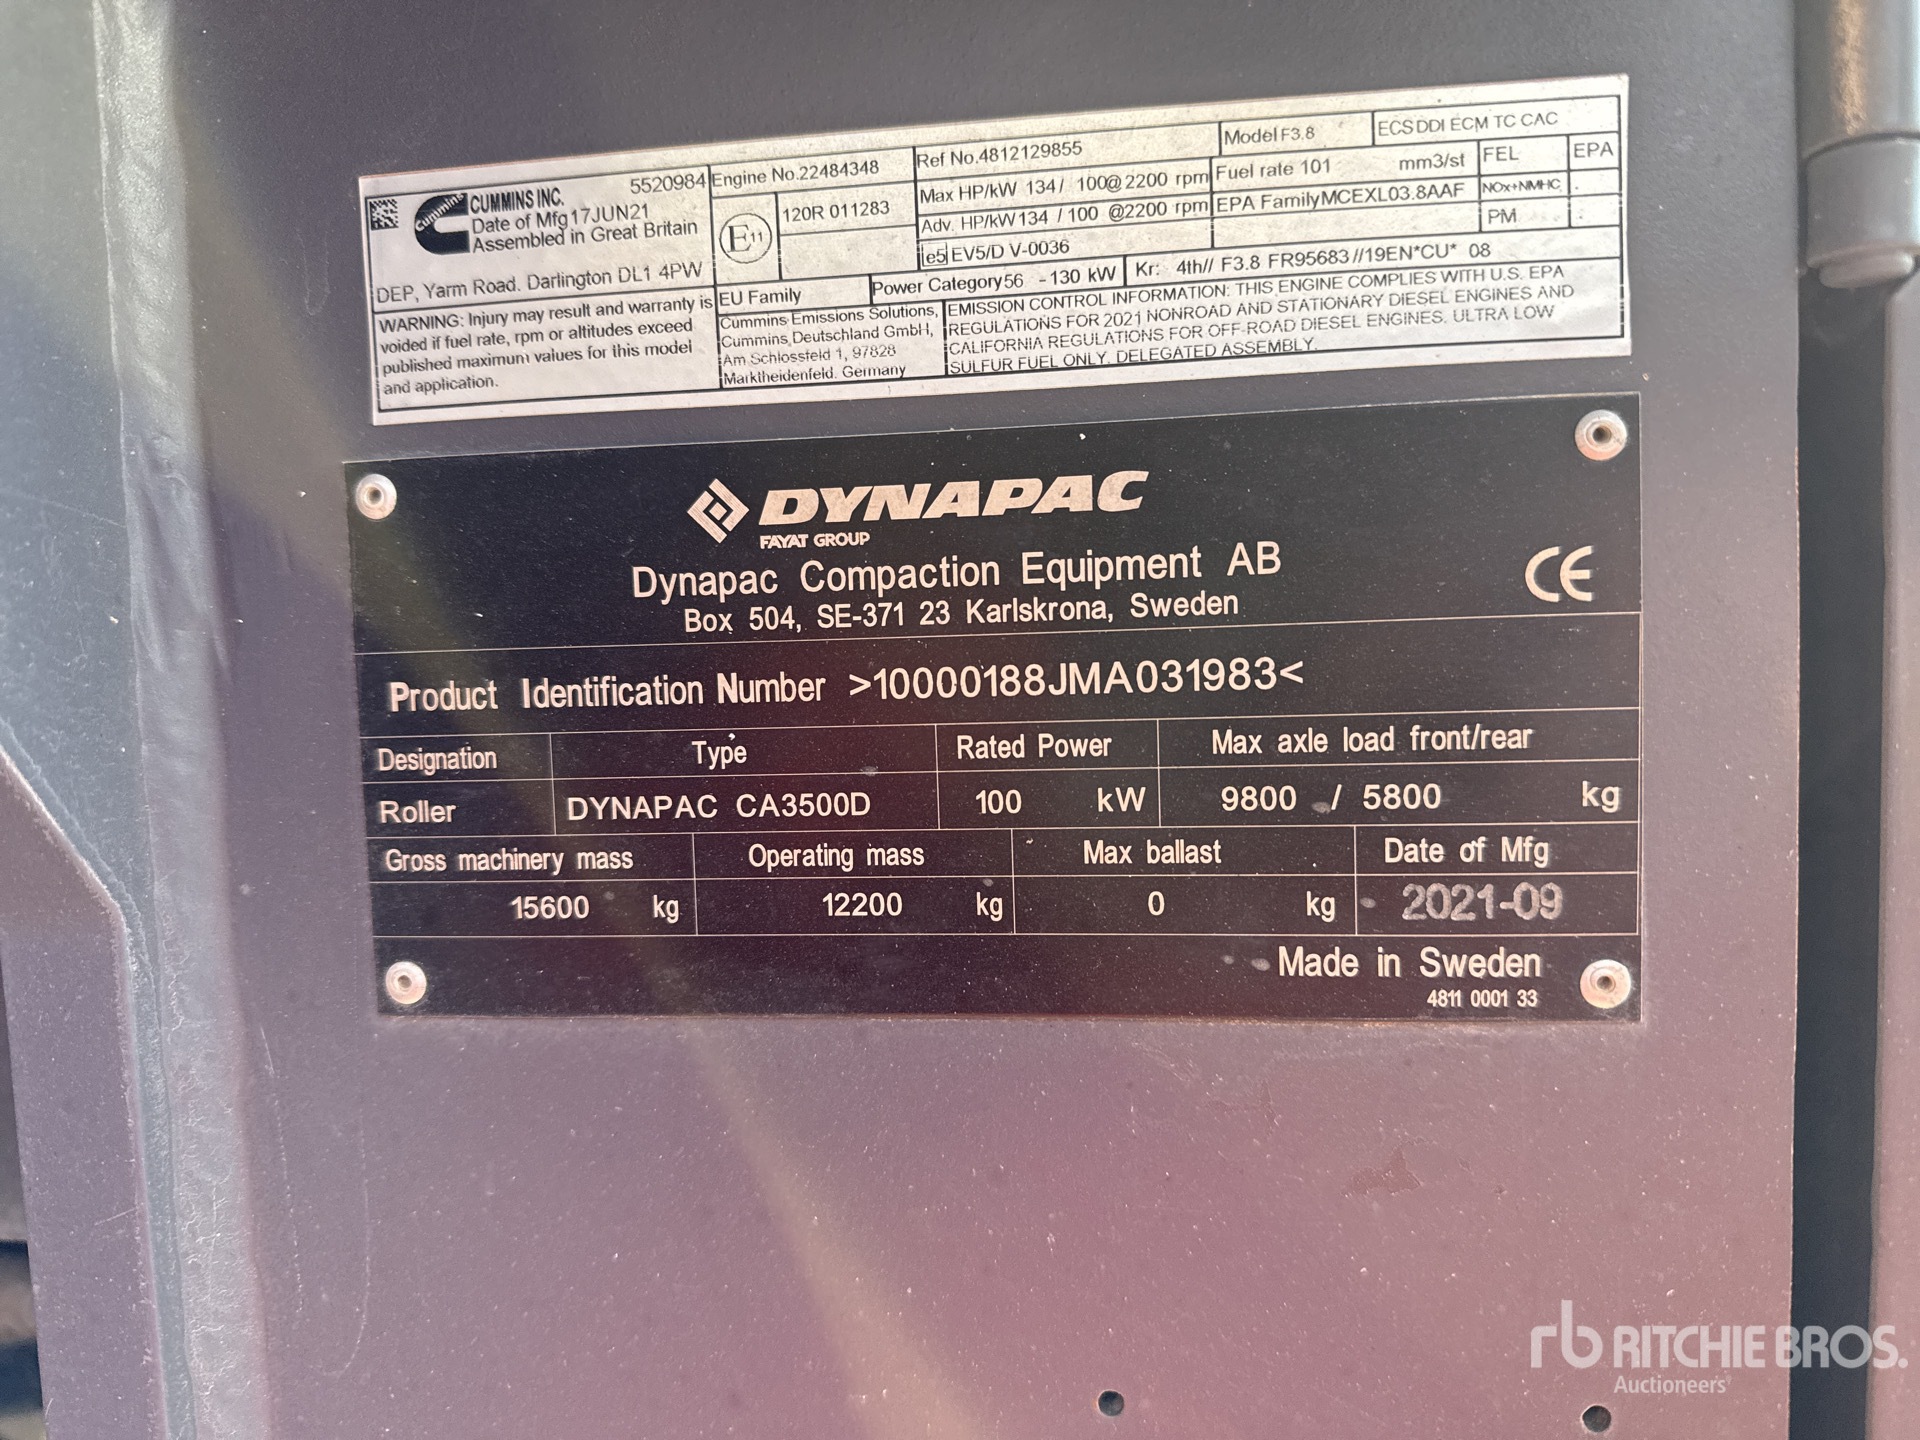 CUMMINS INC. 5520984
Date of Mfg 17JUN21
Assembled in Great Britain
DEP, Yarm Road. Darlington DL1 4PW
WARNING: Injury may result and warranty is
voided if fuel rate, rpm or altitudes exceed
published maximum values for this model
and application.
Engine No.22484348
E11
120R 011283
EU Family
Cummins Emissions Solutions,
Cummins Deutschland GmbH,
Am Schlossfeld 1, 97828
Marktheidenfeld. Germany
Ref No.4812129855
Max HP/kW 134 / 100@ 2200 rpm
Adv. HP/kW 134 / 100 @2200 rpm
e5 EV5/D V-0036
Power Category 56 - 130 kW
Model F3.8
ECS DDI ECM TC CAC
Fuel rate 101 mm3/st
EPA Family MCEXL03.8AAF
FEL EPA
NOx+NMHC .
PM .
Kr: 4th// F3.8 FR95683 //19EN*CU* 08
EMISSION CONTROL INFORMATION: THIS ENGINE COMPLIES WITH U.S. EPA
REGULATIONS FOR 2021 NONROAD AND STATIONARY DIESEL ENGINES AND
CALIFORNIA REGULATIONS FOR OFF-ROAD DIESEL ENGINES. ULTRA LOW
SULFUR FUEL ONLY. DELEGATED ASSEMBLY.
DYNAPAC
FAYAT GROUP
Dynapac Compaction Equipment AB
Box 504, SE-371 23 Karlskrona, Sweden
CE
Product Identification Number >10000188JMA031983<
Designation Type Rated Power Max axle load front/rear
Roller DYNAPAC CA3500D 100 kW 9800 / 5800 kg
Gross machinery mass Operating mass Max ballast Date of Mfg
15600 kg 12200 kg 0 kg 2021-09
Made in Sweden
4811 0001 33
rb RITCHIE BROS.
Auctioneers